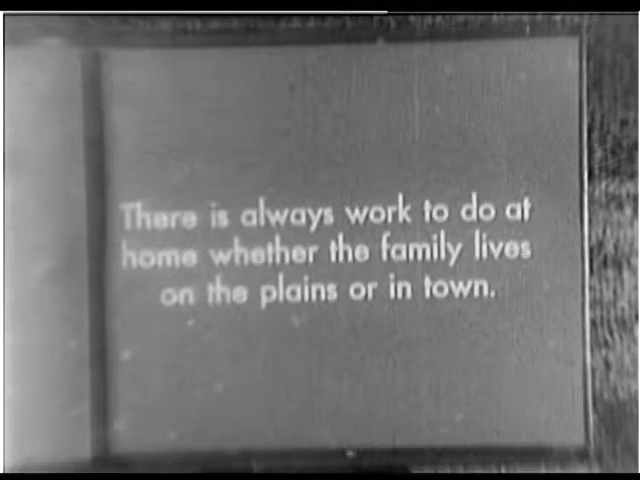 There is always work to do at
home whether the family lives
on the plains or in town.